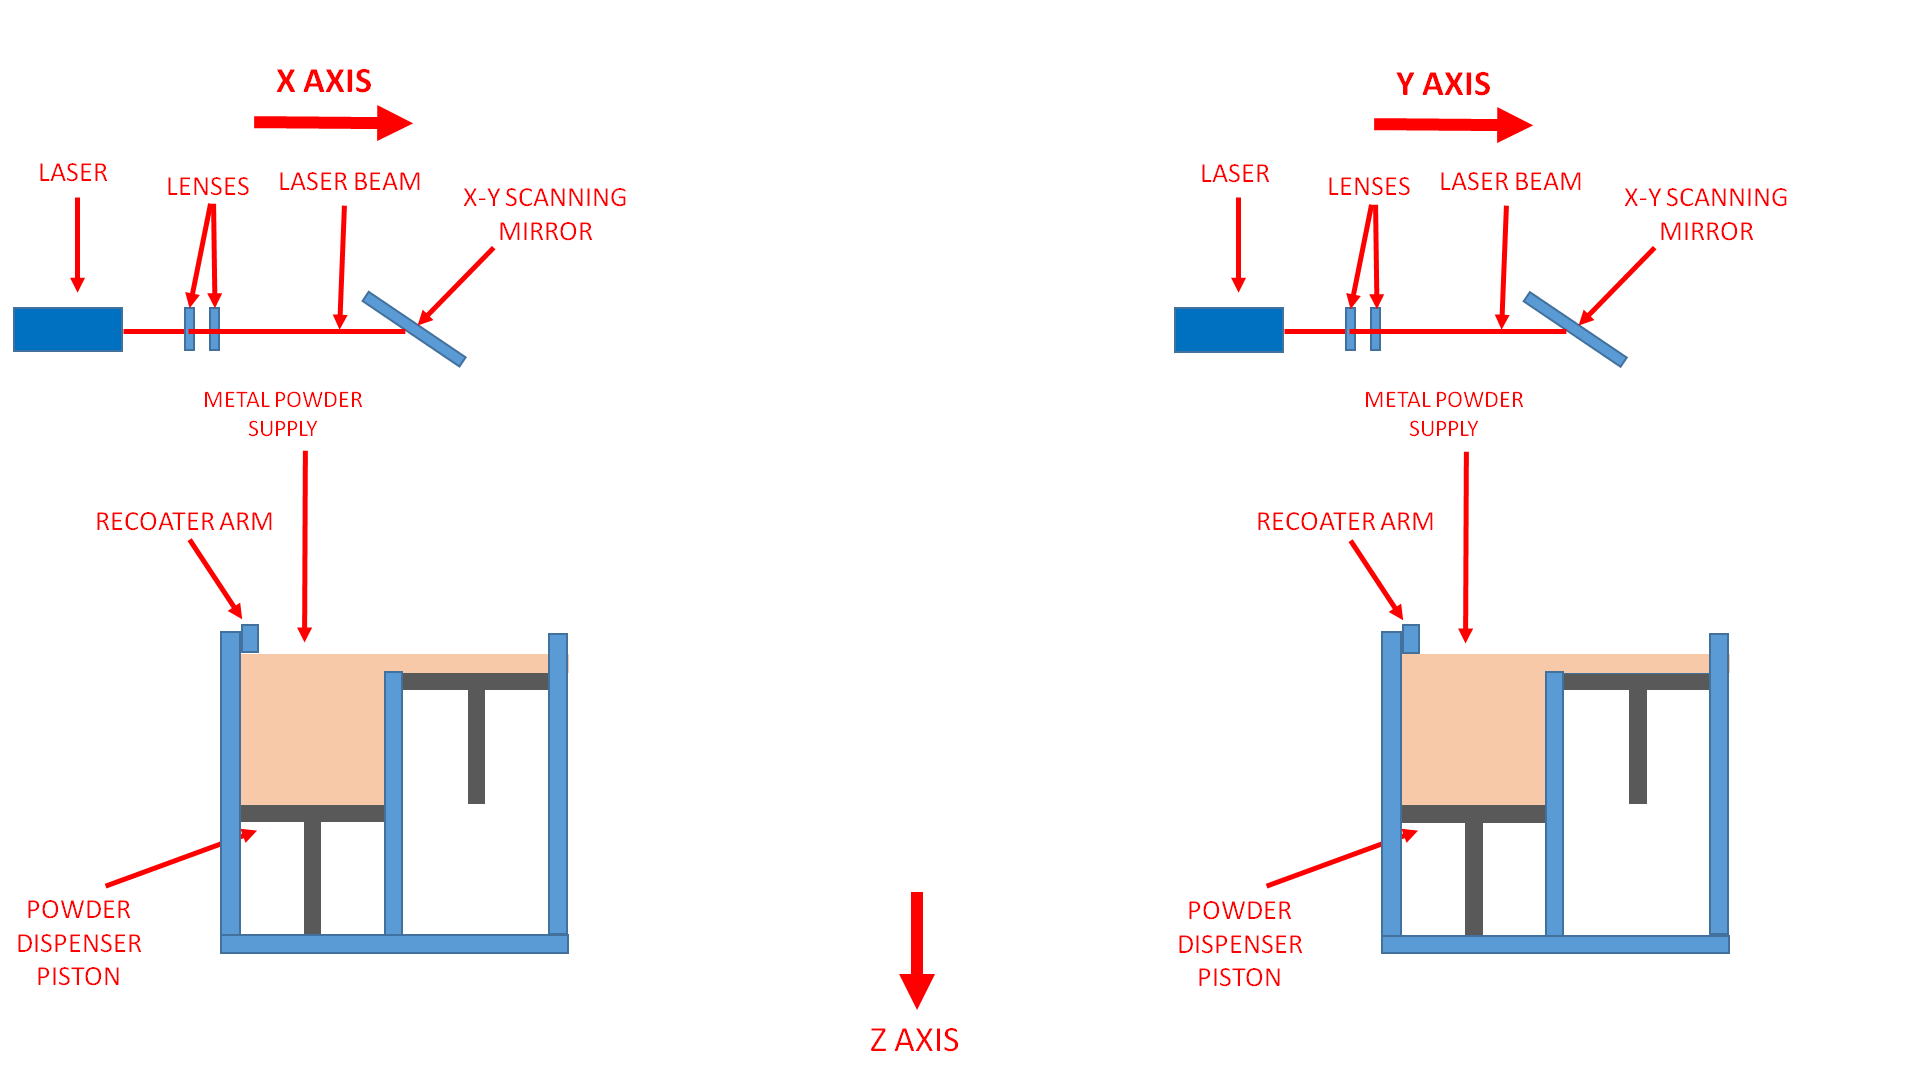 X AXIS
LASER
LENSES
LASER BEAM
X-Y SCANNING
MIRROR
METAL POWDER
SUPPLY
RECOATER ARM
POWDER
DISPENSER
PISTON
Z AXIS
Y AXIS
LASER
LENSES
LASER BEAM
X-Y SCANNING
MIRROR
METAL POWDER
SUPPLY
RECOATER ARM
POWDER
DISPENSER
PISTON